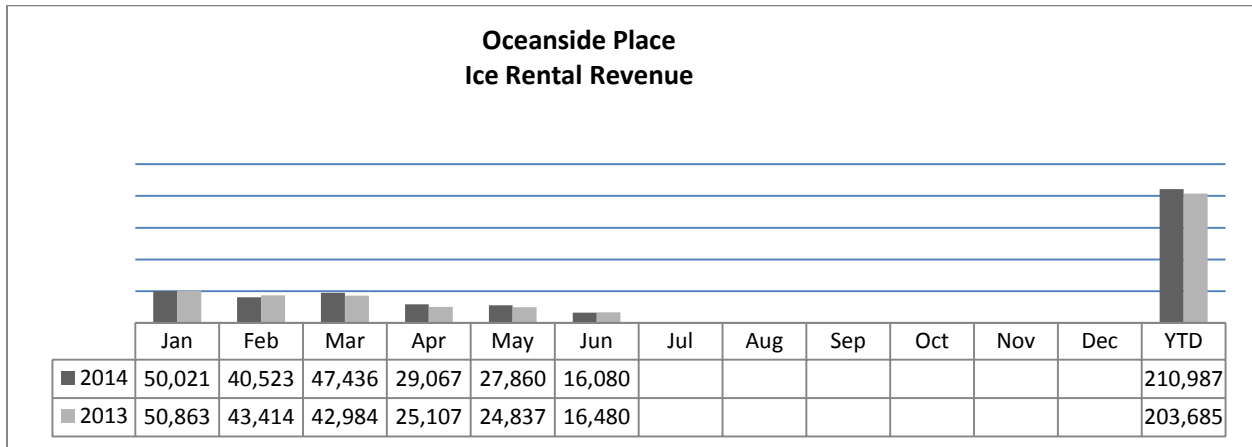 Oceanside Place
Ice Rental Revenue
Jan Feb Mar Apr May Jun Jul Aug Sep Oct Nov Dec YTD
2014 50,021 40,523 47,436 29,067 27,860 16,080 210,987
2013 50,863 43,414 42,984 25,107 24,837 16,480 203,685